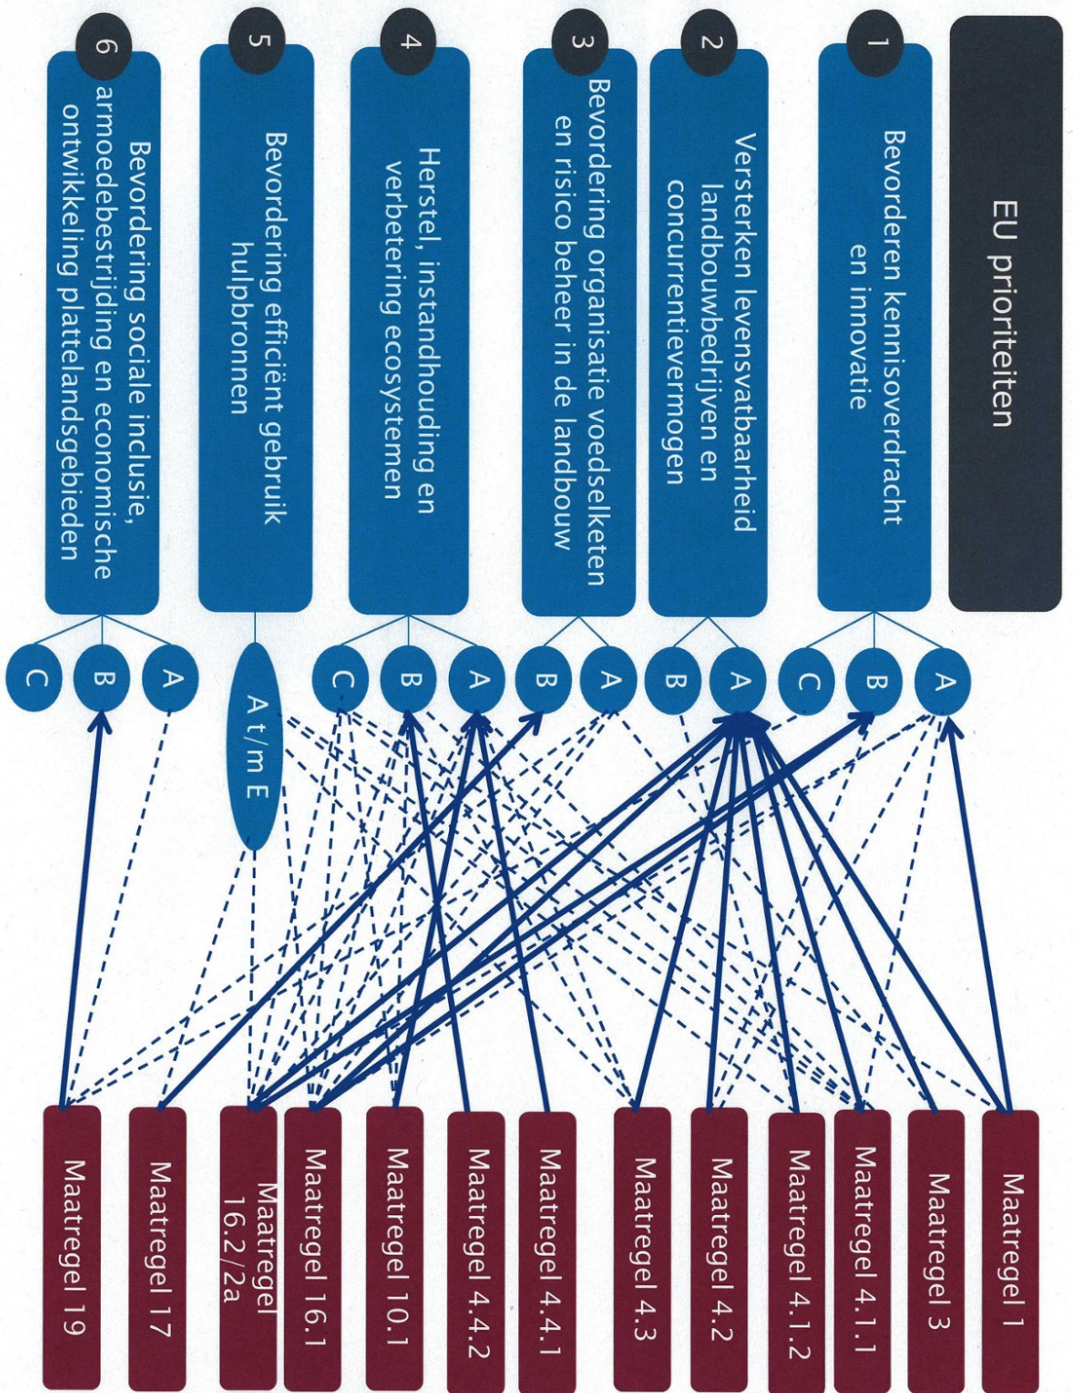 EU prioriteiten
1
Bevorderen kennisoverdracht
en innovatie
A
B
C
2
Versterken levensvatbaarheid
landbouwbedrijven en
concurrentievermogen
A
B
3
Bevordering organisatie voedselketen
en risico beheer in de landbouw
A
B
4
Herstel, instandhouding en
verbetering ecosystemen
A
B
C
5
Bevordering efficiënt gebruik
hulpbronnen
A t/m E
6
Bevordering sociale inclusie,
armoedebestrijding en economische
ontwikkeling plattelandsgebieden
A
B
C
Maatregel 1
Maatregel 3
Maatregel 4.1.1
Maatregel 4.1.2
Maatregel 4.2
Maatregel 4.3
Maatregel 4.4.1
Maatregel 4.4.2
Maatregel 10.1
Maatregel 16.1
Maatregel
16.2/2a
Maatregel 17
Maatregel 19